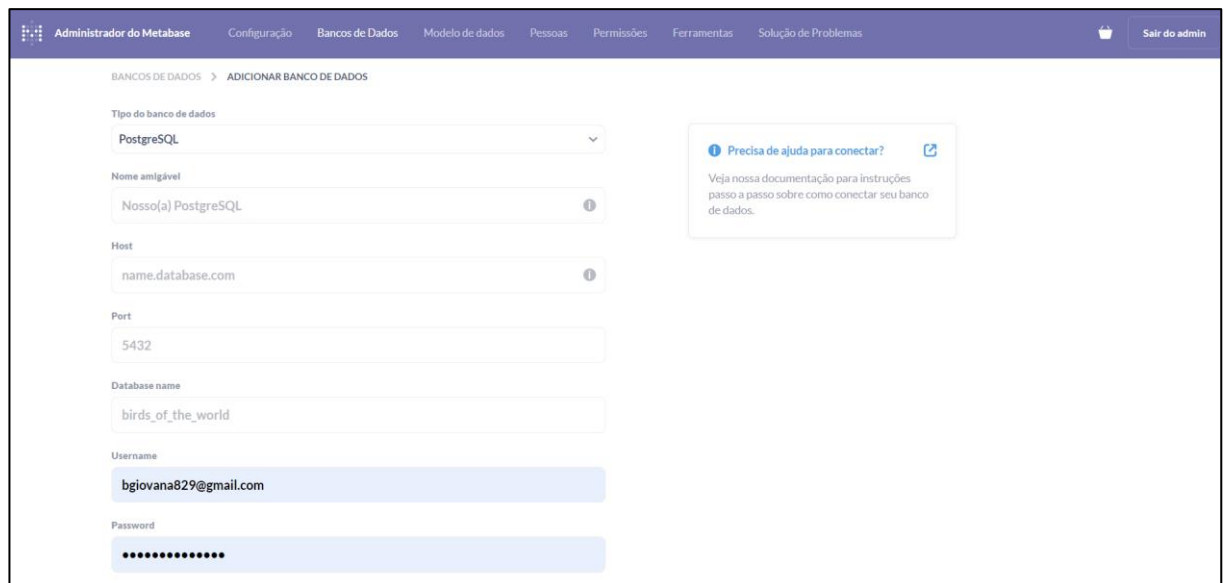 Administrador do Metabase Configuração Bancos de Dados Modelo de dados Pessoas Permissões Ferramentas Solução de Problemas Sair do admin
BANCOS DE DADOS > ADICIONAR BANCO DE DADOS
Tipo do banco de dados
PostgreSQL
Nome amigável
Nosso(a) PostgreSQL
Host
name.database.com
Port
5432
Database name
birds_of_the_world
Username
bgiovana829@gmail.com
Password
••••••••••••••
Precisa de ajuda para conectar?
Veja nossa documentação para instruções
passo a passo sobre como conectar seu banco
de dados.